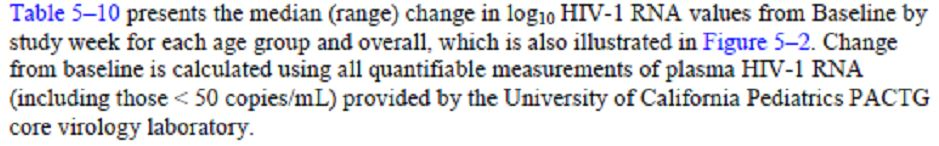 Table 5–10 presents the median (range) change in log10 HIV-1 RNA values from Baseline by
study week for each age group and overall, which is also illustrated in Figure 5–2. Change
from baseline is calculated using all quantifiable measurements of plasma HIV-1 RNA
(including those < 50 copies/mL) provided by the University of California Pediatrics PACTG
core virology laboratory.